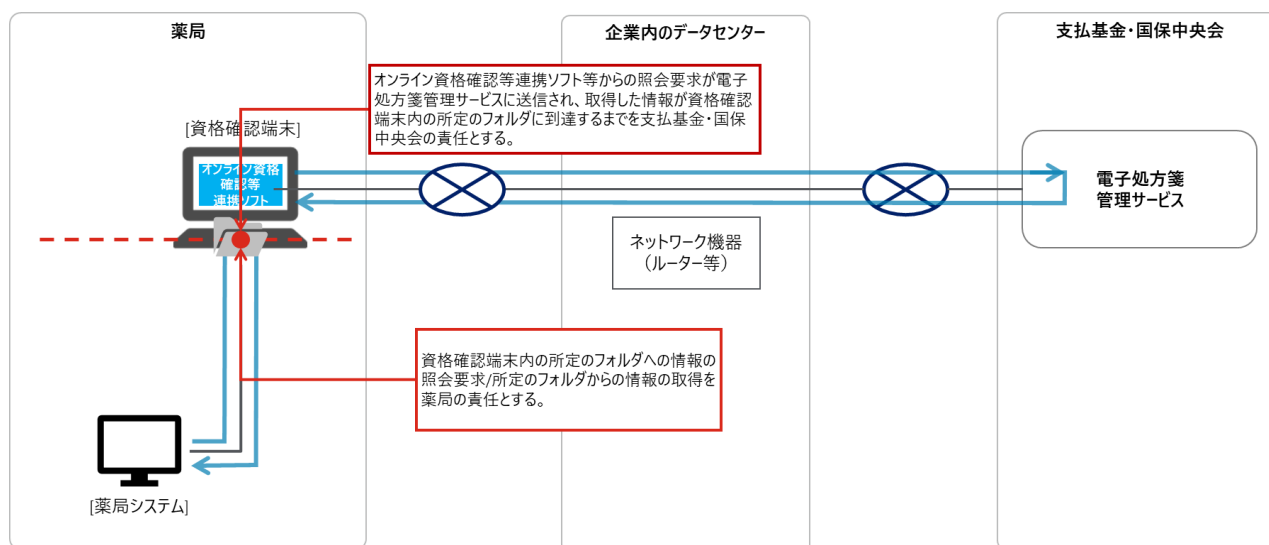 薬局
企業内のデータセンター
支払基金・国保中央会
オンライン資格確認等連携ソフト等からの照会要求が電子
処方箋管理サービスに送信され、取得した情報が資格確認
端末内の所定のフォルダに到達するまでを支払基金・国保
中央会の責任とする。
[資格確認端末]
オンライン資格
確認等
連携ソフト
電子処方箋
管理サービス
ネットワーク機器
（ルーター等）
資格確認端末内の所定のフォルダへの情報の
照会要求/所定のフォルダからの情報の取得を
薬局の責任とする。
[薬局システム]